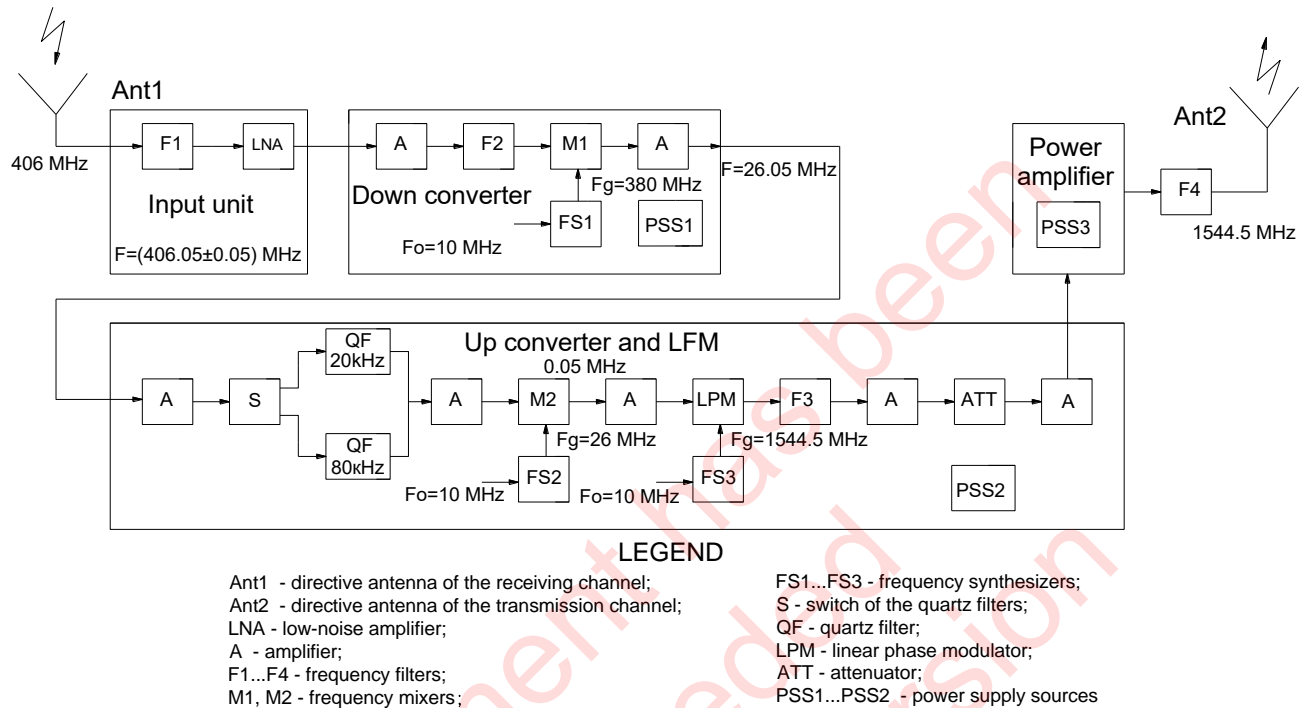 Ant1
406 MHz
F1
LNA
Input unit
F=(406.05±0.05) MHz
A
F2
M1
A
Down converter
Fg=380 MHz
FS1
PSS1
Fo=10 MHz
F=26.05 MHz
Power
amplifier
PSS3
F4
Ant2
1544.5 MHz
Up converter and LFM
A
S
QF
20kHz
QF
80кHz
A
0.05 MHz
M2
A
LPM
F3
A
ATT
A
Fg=26 MHz
Fg=1544.5 MHz
Fo=10 MHz
FS2
Fo=10 MHz
FS3
PSS2
LEGEND
Ant1 - directive antenna of the receiving channel;
Ant2 - directive antenna of the transmission channel;
LNA - low-noise amplifier;
A - amplifier;
F1...F4 - frequency filters;
M1, M2 - frequency mixers;
FS1...FS3 - frequency synthesizers;
S - switch of the quartz filters;
QF - quartz filter;
LPM - linear phase modulator;
ATT - attenuator;
PSS1...PSS2 - power supply sources
has been